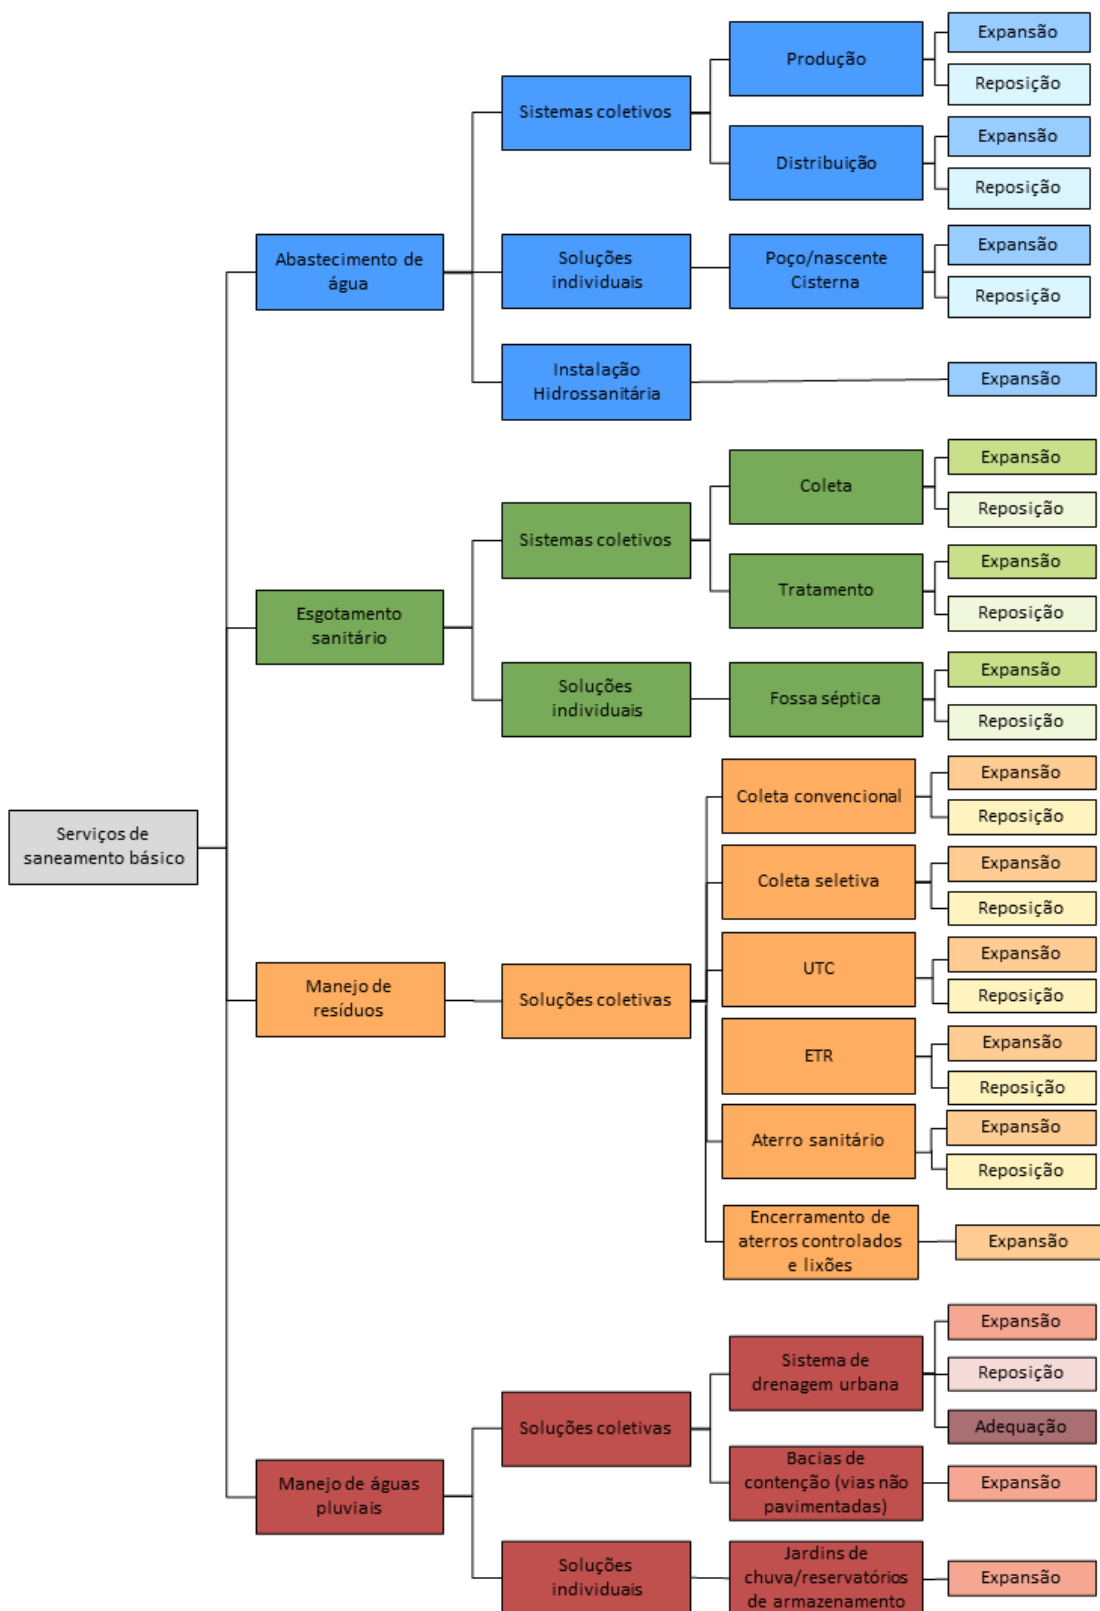 Serviços de
saneamento básico
Abastecimento de
água
Sistemas coletivos
Produção
Expansão
Reposição
Distribuição
Expansão
Reposição
Soluções
individuais
Poço/nascente
Cisterna
Expansão
Reposição
Instalação
Hidrossanitária
Expansão
Esgotamento
sanitário
Sistemas coletivos
Coleta
Expansão
Reposição
Tratamento
Expansão
Reposição
Soluções
individuais
Fossa séptica
Expansão
Reposição
Manejo de
resíduos
Soluções coletivas
Coleta convencional
Expansão
Reposição
Coleta seletiva
Expansão
Reposição
UTC
Expansão
Reposição
ETR
Expansão
Reposição
Aterro sanitário
Expansão
Reposição
Encerramento de
aterros controlados
e lixões
Expansão
Manejo de águas
pluviais
Soluções coletivas
Sistema de
drenagem urbana
Expansão
Reposição
Adequação
Bacias de
contenção (vias não
pavimentadas)
Expansão
Soluções
individuais
Jardins de
chuva/reservatórios
de armazenamento
Expansão